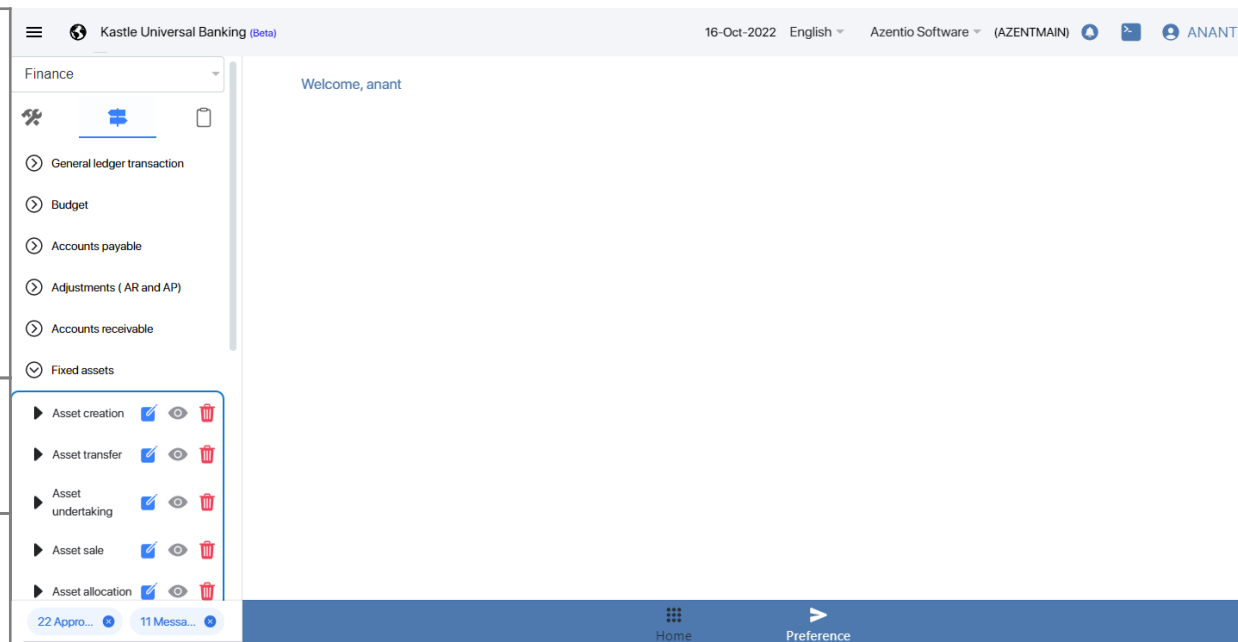 Kastle Universal Banking (Beta)
16-Oct-2022 English Azentio Software (AZENTMAIN) ANANT
Finance
Welcome, anant
General ledger transaction
Budget
Accounts payable
Adjustments ( AR and AP)
Accounts receivable
Fixed assets
Asset creation
Asset transfer
Asset
undertaking
Asset sale
Asset allocation
22 Appro... 11 Messa...
Home Preference